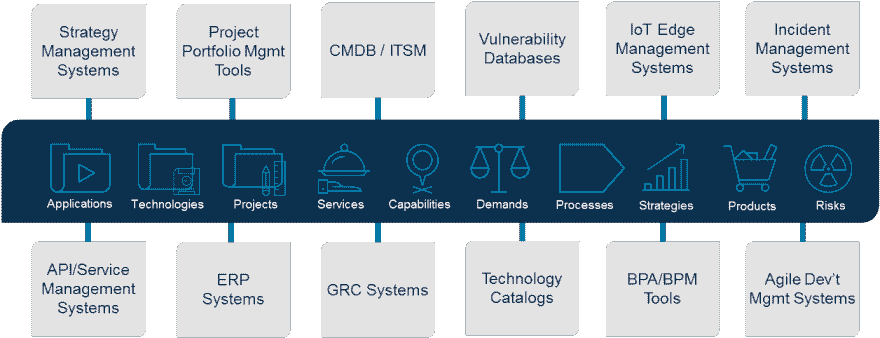 Strategy
Management
Systems
Project
Portfolio Mgmt
Tools
CMDB / ITSM
Vulnerability
Databases
IoT Edge
Management
Systems
Incident
Management
Systems
Applications
Technologies
Projects
Services
Capabilities
Demands
Processes
Strategies
Products
Risks
API/Service
Management
Systems
ERP
Systems
GRC Systems
Technology
Catalogs
BPA/BPM
Tools
Agile Dev't
Mgmt Systems